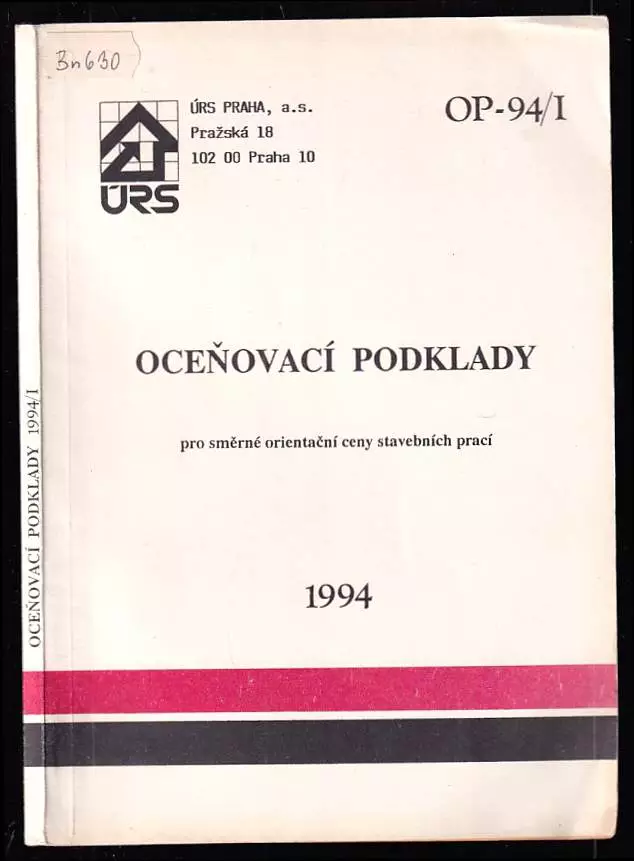 Bn630
ÚRS PRAHA, a.s.
Pražská 18
102 00 Praha 10
ÚRS
OP-94/I
OCEŇOVACÍ PODKLADY
pro směrné orientační ceny stavebních prací
1994
OCEŇOVACÍ PODKLADY 1994/I